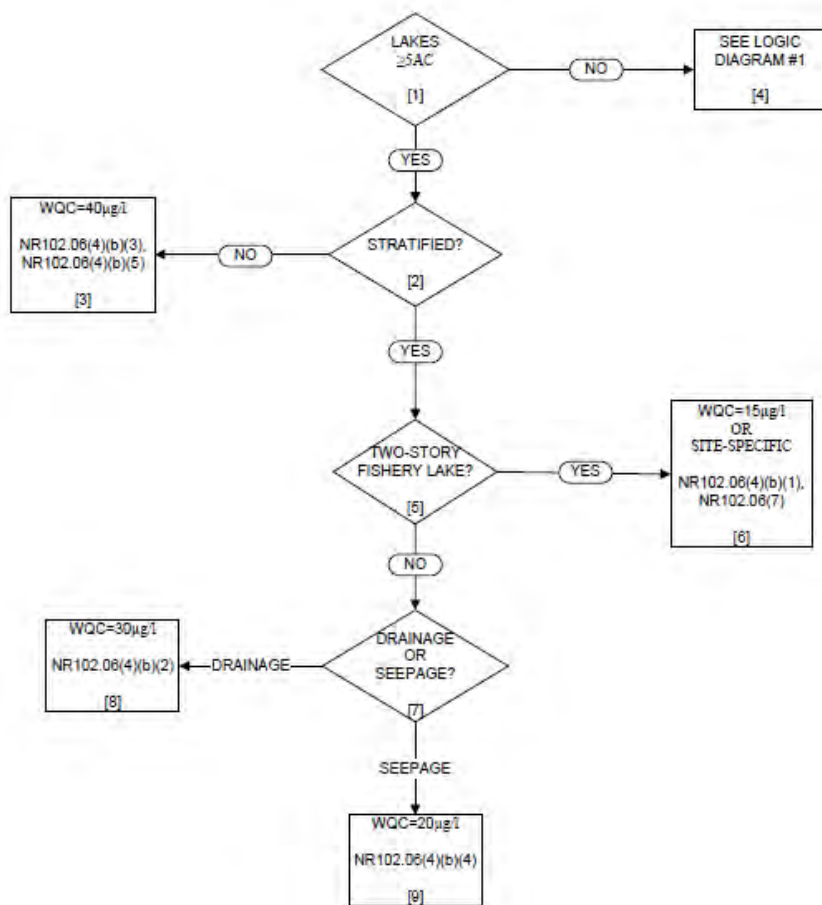 LAKES
≥5AC
[1]
NO
SEE LOGIC
DIAGRAM #1
[4]
YES
STRATIFIED?
[2]
NO
WQC=40µg/l
NR102.06(4)(b)(3),
NR102.06(4)(b)(5)
[3]
YES
TWO-STORY
FISHERY LAKE?
[5]
YES
WQC=15µg/l
OR
SITE-SPECIFIC
NR102.06(4)(b)(1),
NR102.06(7)
[6]
NO
DRAINAGE
OR
SEEPAGE?
[7]
DRAINAGE
WQC=30µg/l
NR102.06(4)(b)(2)
[8]
SEEPAGE
WQC=20µg/l
NR102.06(4)(b)(4)
[9]